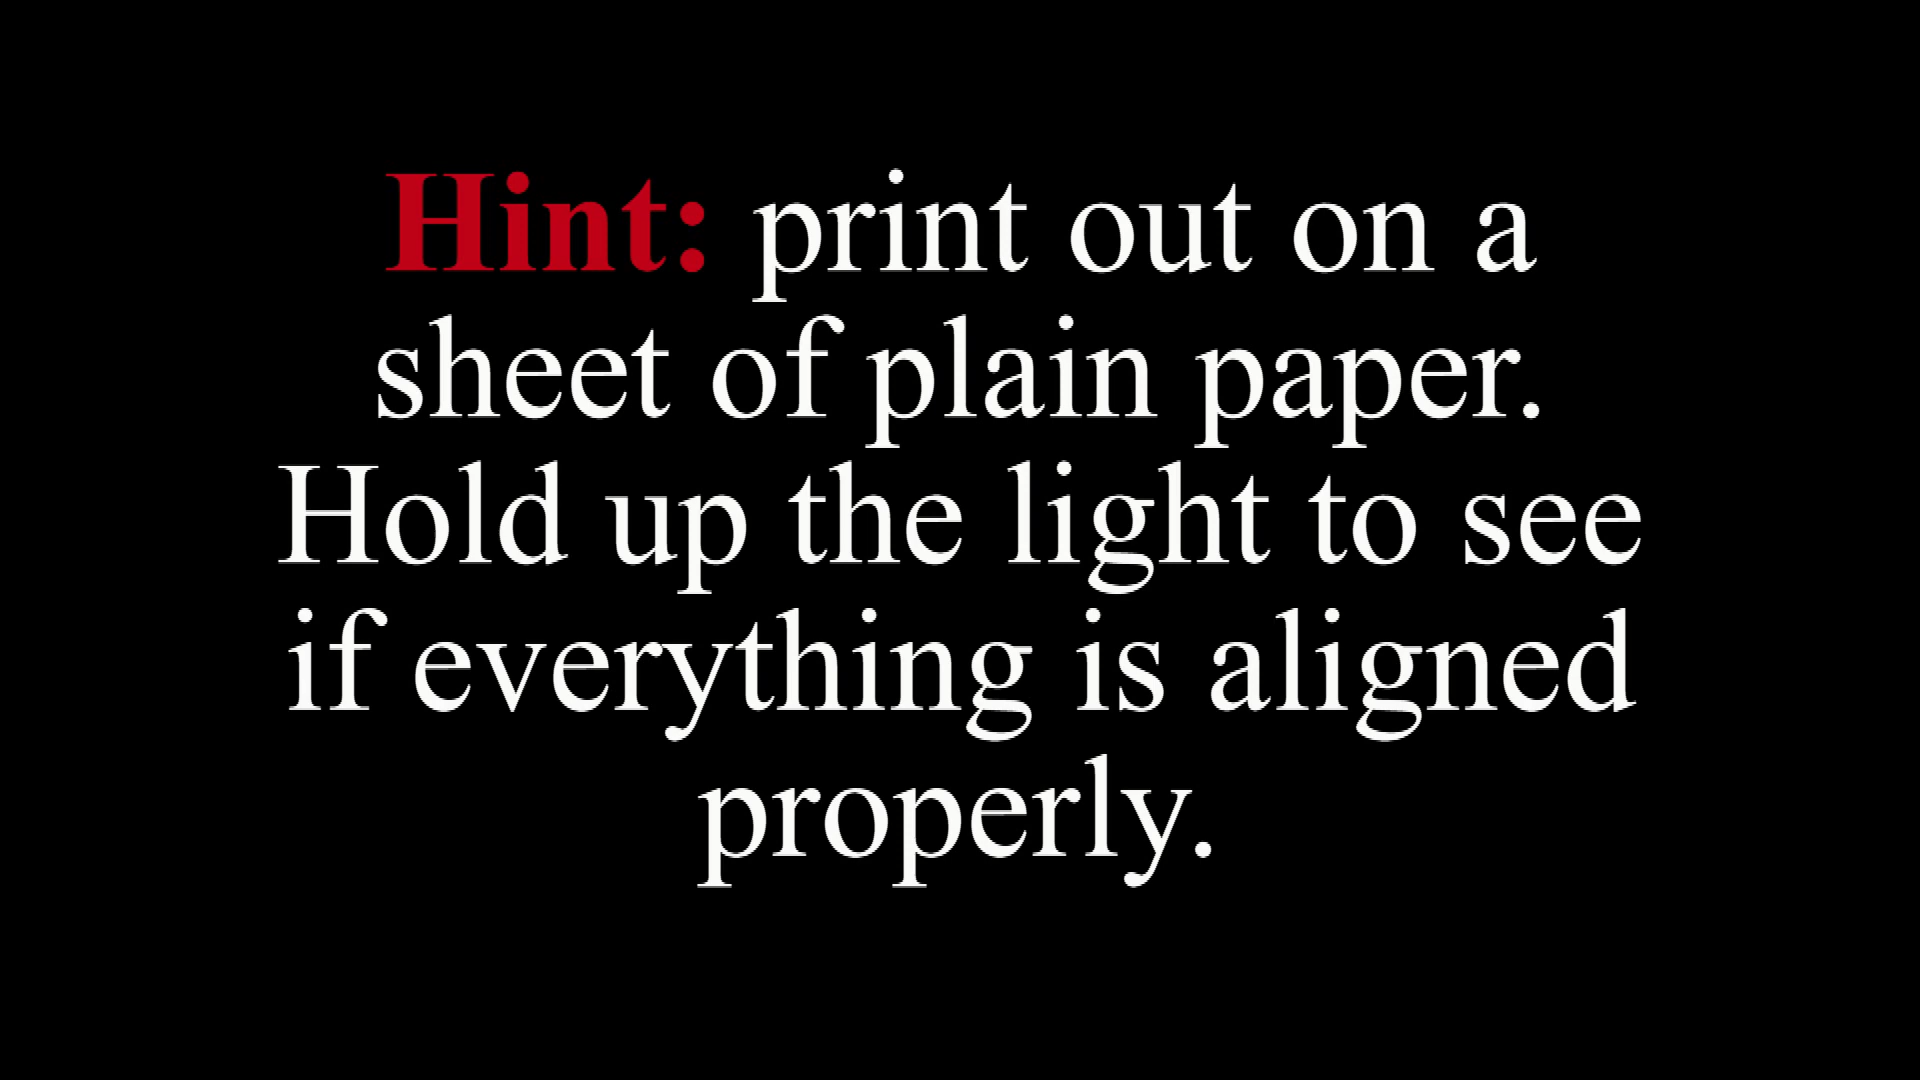 Hint: print out on a
sheet of plain paper.
Hold up the light to see
if everything is aligned
properly.